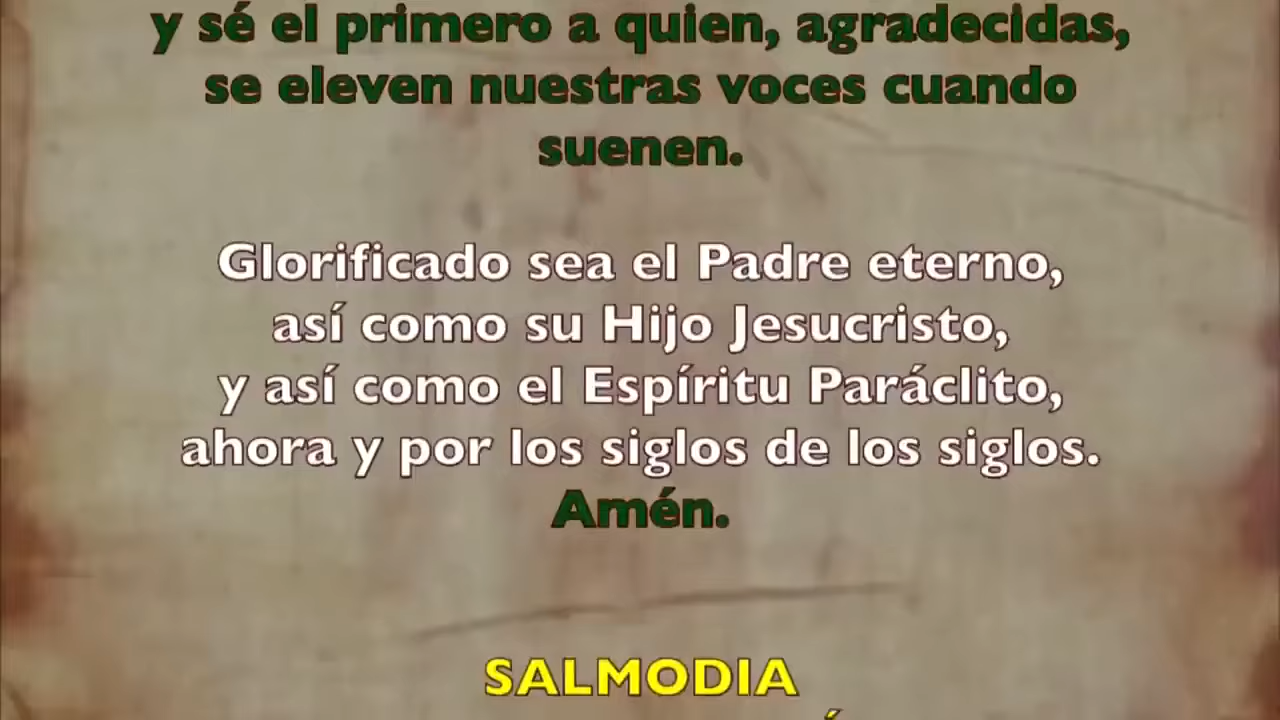 y sé el primero a quien, agradecidas,
se eleven nuestras voces cuando
suenen.
Glorificado sea el Padre eterno,
así como su Hijo Jesucristo,
y así como el Espíritu Paráclito,
ahora y por los siglos de los siglos.
Amén.
SALMODIA